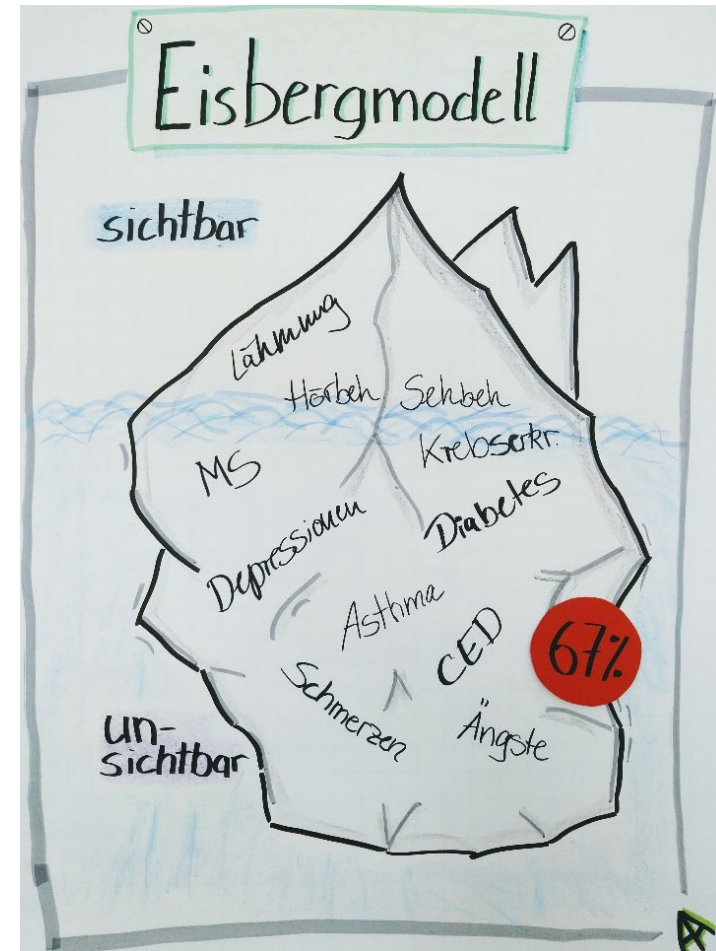 Eisbergmodell
sichtbar
Lähmung
Hörbeh
Sehbeh
MS
Krebserkr.
Depressionen
Diabetes
Asthma
CED
67%
Schmerzen
Ängste
un-
sichtbar